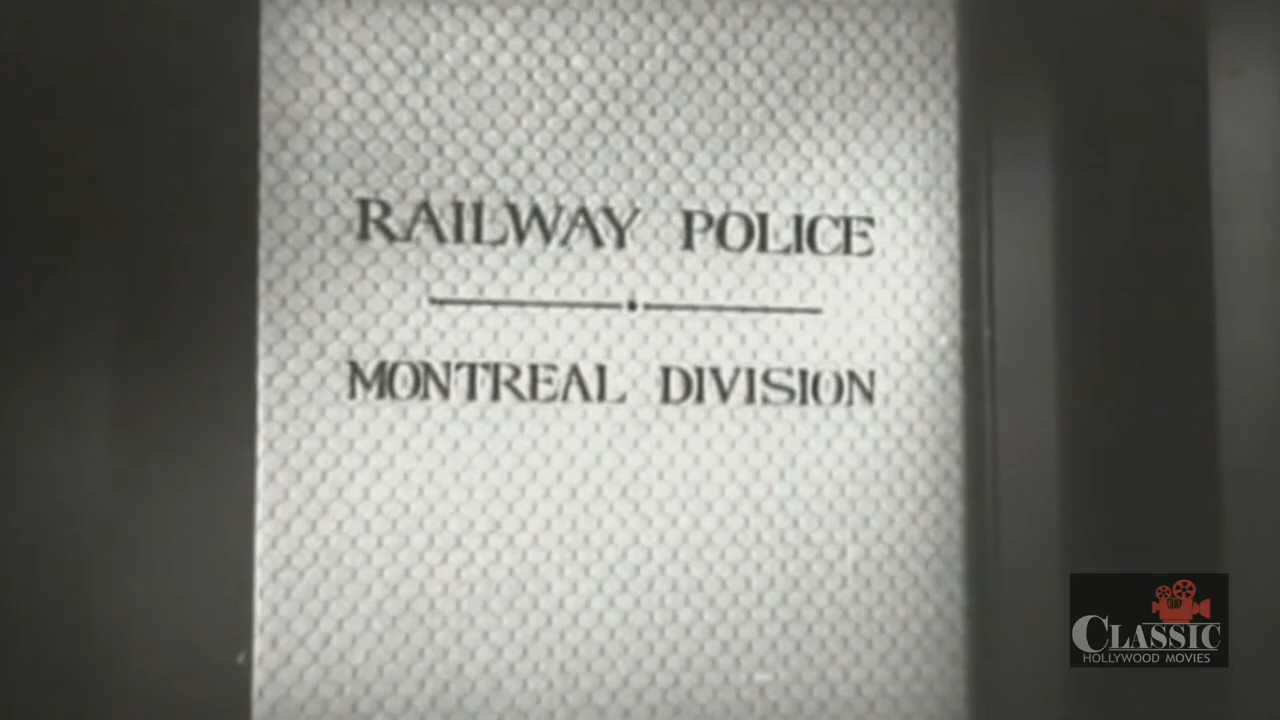 RAILWAY POLICE
MONTREAL DIVISION
CLASSIC
HOLLYWOOD MOVIES